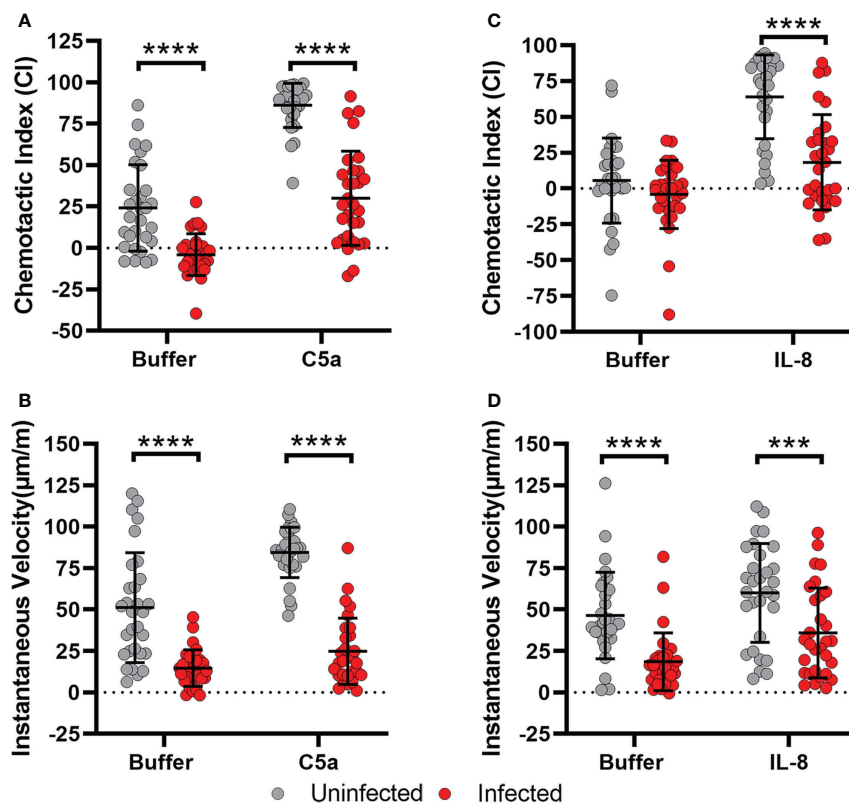 A
Chemotactic Index (CI)
125
100
75
50
25
0
-25
-50
****
****
Buffer
C5a
C
Chemotactic Index (CI)
100
75
50
25
0
-25
-50
-75
-100
****
Buffer
IL-8
B
Instantaneous Velocity(µm/m)
150
125
100
75
50
25
0
-25
****
****
Buffer
C5a
D
Instantaneous Velocity(µm/m)
150
125
100
75
50
25
0
-25
****
***
Buffer
IL-8
Uninfected Infected